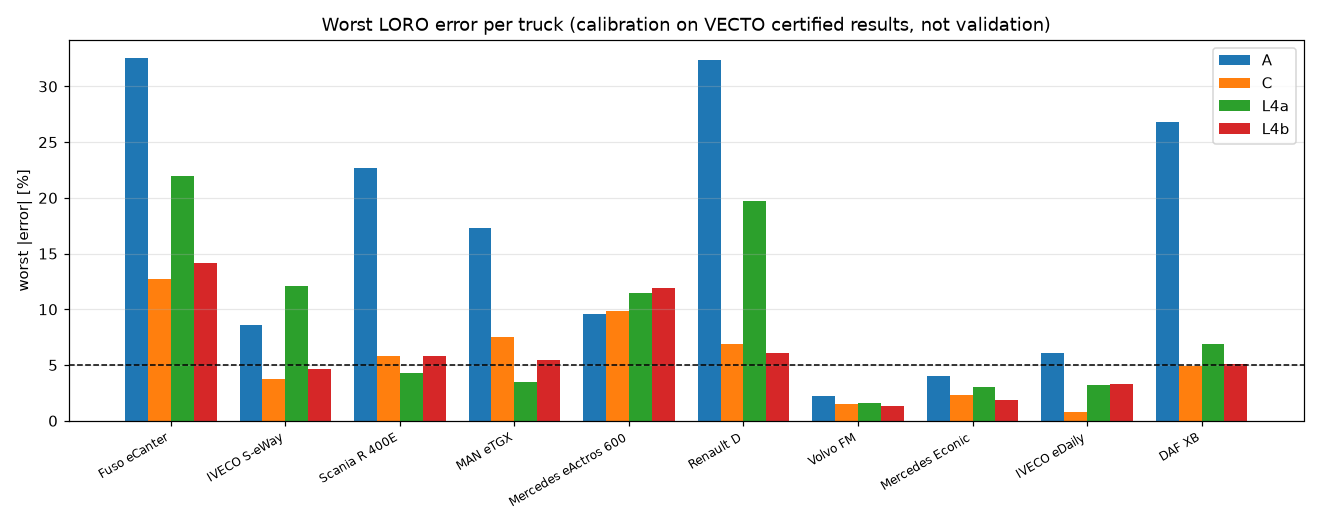 Worst LORO error per truck (calibration on VECTO certified results, not validation)
A
C
L4a
L4b
worst |error| [%]
30
25
20
15
10
5
0
Fuso eCanter
IVECO S-eWay
Scania R 400E
MAN eTGX
Mercedes eActros 600
Renault D
Volvo FM
Mercedes Econic
IVECO eDaily
DAF XB